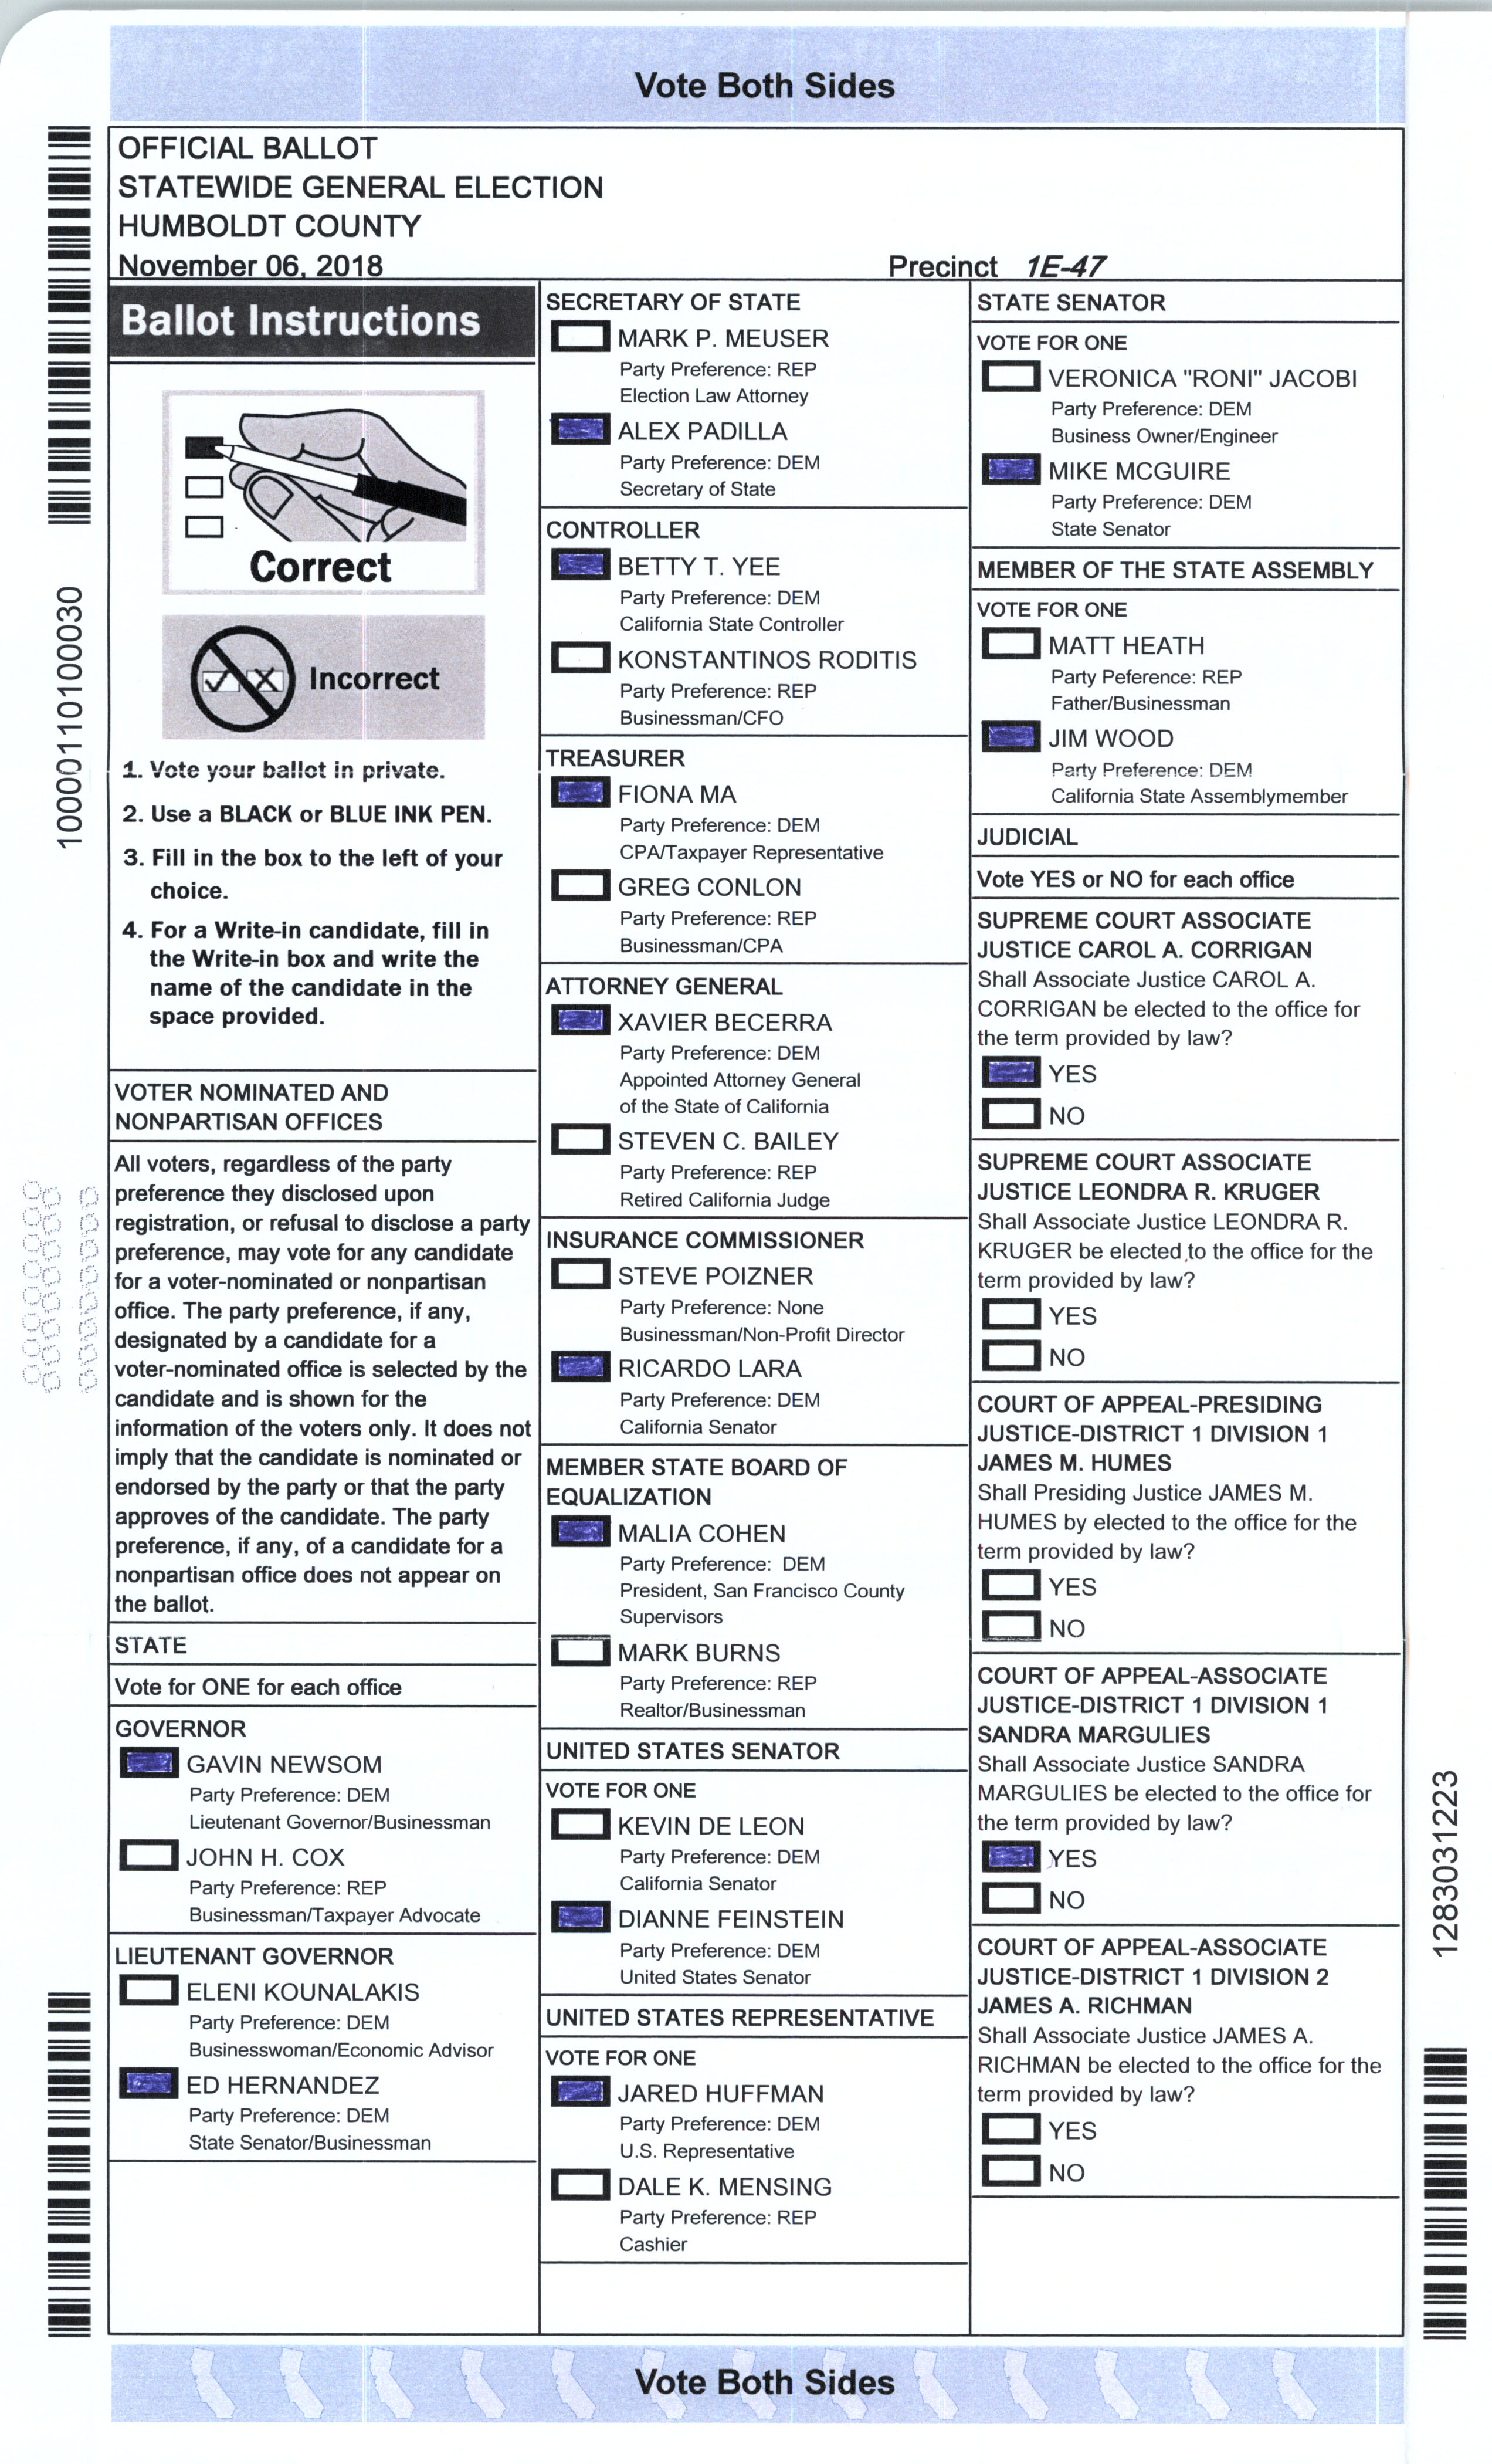 Vote Both Sides
OFFICIAL BALLOT
STATEWIDE GENERAL ELECTION
HUMBOLDT COUNTY
November 06, 2018
Precinct 1E-47
100001101100030
Ballot Instructions
Correct
Incorrect
1. Vote your ballot in private.
2. Use a BLACK or BLUE INK PEN.
3. Fill in the box to the left of your
choice.
4. For a Write-in candidate, fill in
the Write-in box and write the
name of the candidate in the
space provided.
VOTER NOMINATED AND
NONPARTISAN OFFICES
All voters, regardless of the party
preference they disclosed upon
registration, or refusal to disclose a party
preference, may vote for any candidate
for a voter-nominated or nonpartisan
office. The party preference, if any,
designated by a candidate for a
voter-nominated office is selected by the
candidate and is shown for the
information of the voters only. It does not
imply that the candidate is nominated or
endorsed by the party or that the party
approves of the candidate. The party
preference, if any, of a candidate for a
nonpartisan office does not appear on
the ballot.
STATE
Vote for ONE for each office
GOVERNOR
GAVIN NEWSOM
Party Preference: DEM
Lieutenant Governor/Businessman
JOHN H. COX
Party Preference: REP
Businessman/Taxpayer Advocate
LIEUTENANT GOVERNOR
ELENI KOUNALAKIS
Party Preference: DEM
Businesswoman/Economic Advisor
ED HERNANDEZ
Party Preference: DEM
State Senator/Businessman
SECRETARY OF STATE
MARK P. MEUSER
Party Preference: REP
Election Law Attorney
ALEX PADILLA
Party Preference: DEM
Secretary of State
CONTROLLER
BETTY T. YEE
Party Preference: DEM
California State Controller
KONSTANTINOS RODITIS
Party Preference: REP
Businessman/CFO
TREASURER
FIONA MA
Party Preference: DEM
CPA/Taxpayer Representative
GREG CONLON
Party Preference: REP
Businessman/CPA
ATTORNEY GENERAL
XAVIER BECERRA
Party Preference: DEM
Appointed Attorney General
of the State of California
STEVEN C. BAILEY
Party Preference: REP
Retired California Judge
INSURANCE COMMISSIONER
STEVE POIZNER
Party Preference: None
Businessman/Non-Profit Director
RICARDO LARA
Party Preference: DEM
California Senator
MEMBER STATE BOARD OF
EQUALIZATION
MALIA COHEN
Party Preference: DEM
President, San Francisco County
Supervisors
MARK BURNS
Party Preference: REP
Realtor/Businessman
UNITED STATES SENATOR
VOTE FOR ONE
KEVIN DE LEON
Party Preference: DEM
California Senator
DIANNE FEINSTEIN
Party Preference: DEM
United States Senator
UNITED STATES REPRESENTATIVE
VOTE FOR ONE
JARED HUFFMAN
Party Preference: DEM
U.S. Representative
DALE K. MENSING
Party Preference: REP
Cashier
STATE SENATOR
VOTE FOR ONE
VERONICA "RONI" JACOBI
Party Preference: DEM
Business Owner/Engineer
MIKE MCGUIRE
Party Preference: DEM
State Senator
MEMBER OF THE STATE ASSEMBLY
VOTE FOR ONE
MATT HEATH
Party Peference: REP
Father/Businessman
JIM WOOD
Party Preference: DEM
California State Assemblymember
JUDICIAL
Vote YES or NO for each office
SUPREME COURT ASSOCIATE
JUSTICE CAROL A. CORRIGAN
Shall Associate Justice CAROL A.
CORRIGAN be elected to the office for
the term provided by law?
YES
NO
SUPREME COURT ASSOCIATE
JUSTICE LEONDRA R. KRUGER
Shall Associate Justice LEONDRA R.
KRUGER be elected to the office for the
term provided by law?
YES
NO
COURT OF APPEAL-PRESIDING
JUSTICE-DISTRICT 1 DIVISION 1
JAMES M. HUMES
Shall Presiding Justice JAMES M.
HUMES by elected to the office for the
term provided by law?
YES
NO
COURT OF APPEAL-ASSOCIATE
JUSTICE-DISTRICT 1 DIVISION 1
SANDRA MARGULIES
Shall Associate Justice SANDRA
MARGULIES be elected to the office for
the term provided by law?
YES
NO
COURT OF APPEAL-ASSOCIATE
JUSTICE-DISTRICT 1 DIVISION 2
JAMES A. RICHMAN
Shall Associate Justice JAMES A.
RICHMAN be elected to the office for the
term provided by law?
YES
NO
1283031223
Vote Both Sides